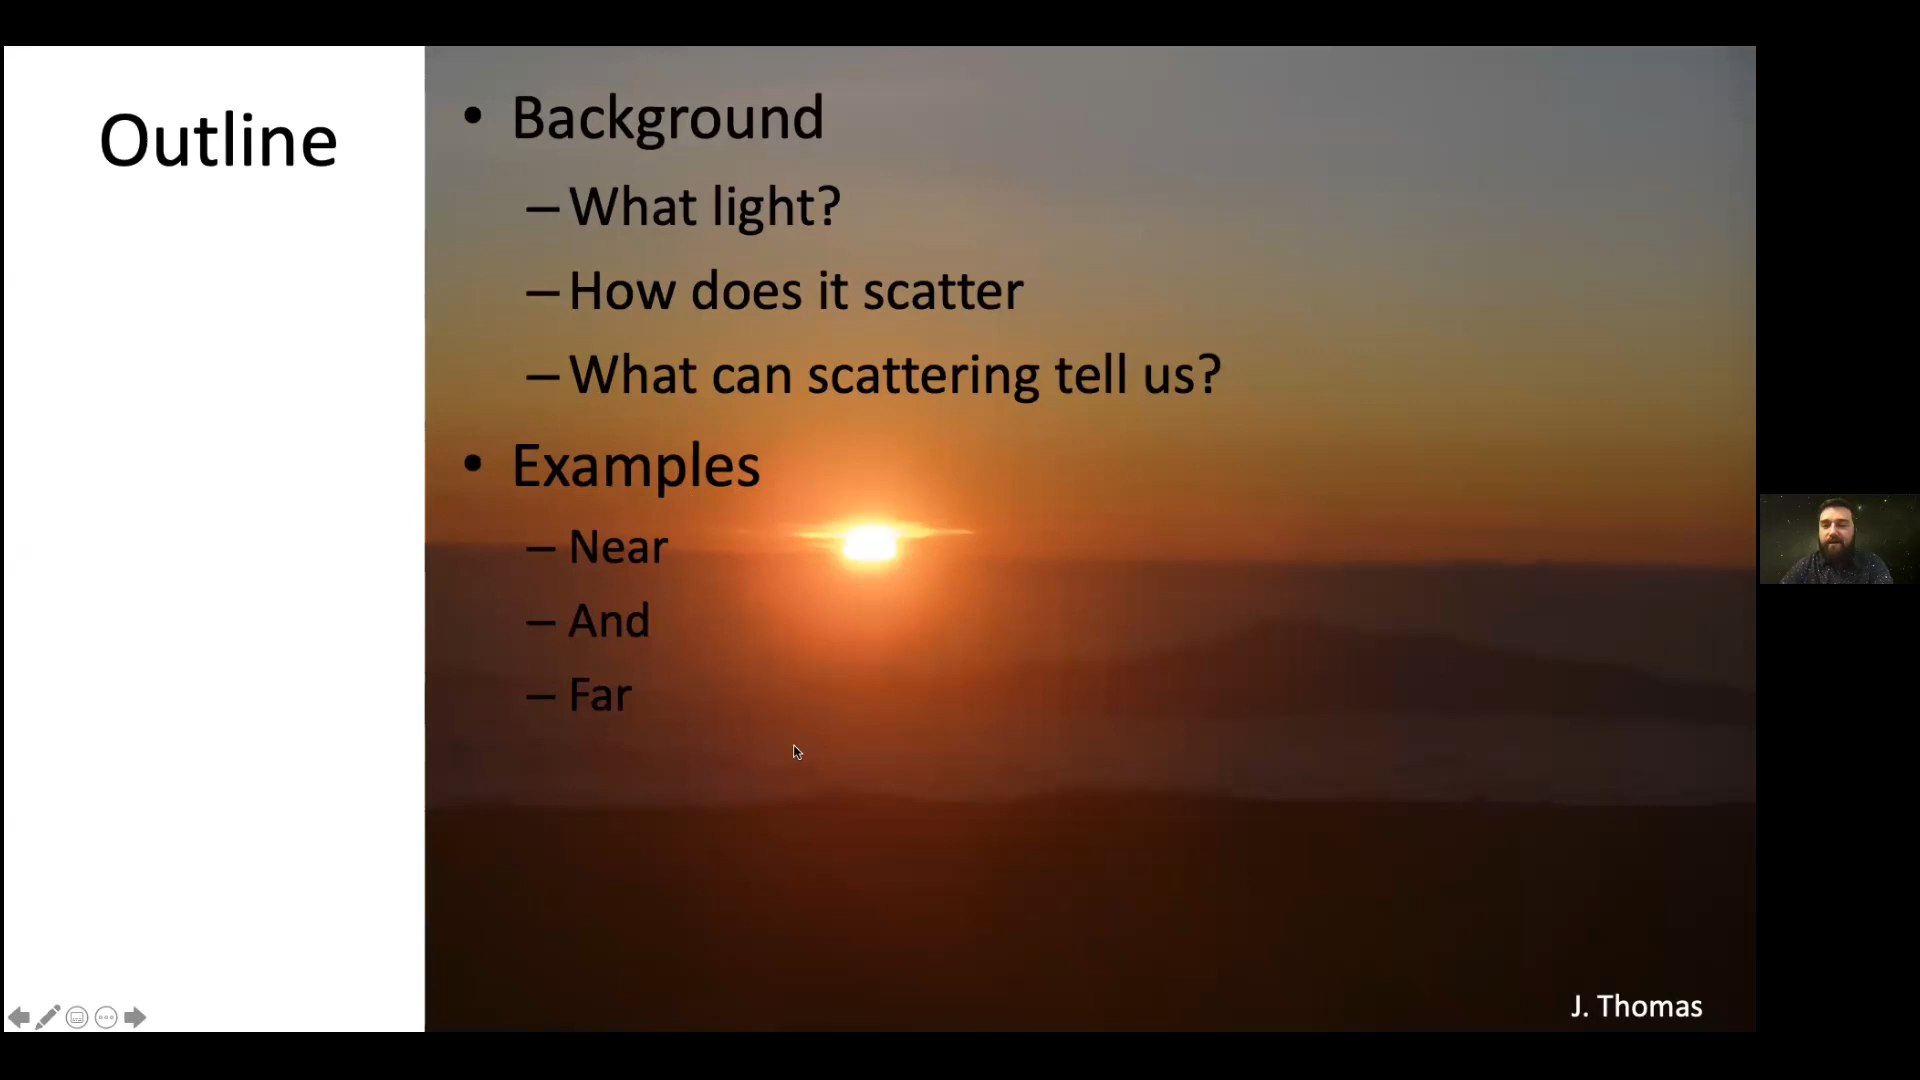 Outline
• Background
– What light?
– How does it scatter
– What can scattering tell us?
• Examples
– Near
– And
– Far
J. Thomas